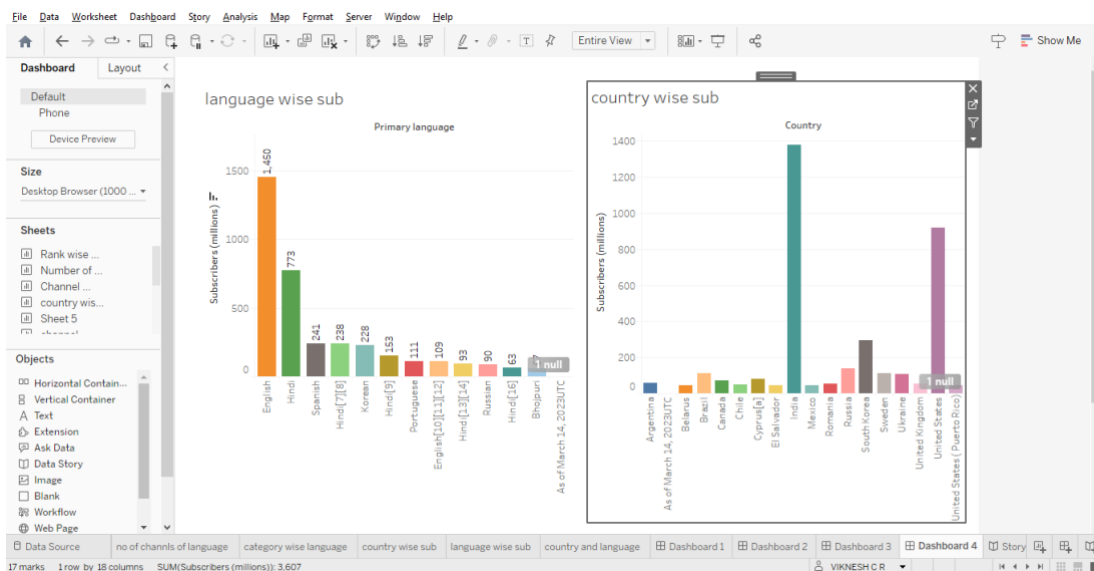 File Data Worksheet Dashboard Story Analysis Map Format Server Window Help
Entire View
Show Me
Dashboard Layout
Default
Phone
Device Preview
Size
Desktop Browser (1000 ...
Sheets
Rank wise ...
Number of ...
Channel ...
country wis...
Sheet 5
Objects
Horizontal Contain...
Vertical Container
Text
Extension
Ask Data
Data Story
Image
Blank
Workflow
Web Page
language wise sub
Primary language
Subscribers (millions)
1500
1000
500
0
1,450
773
241
238
228
153
111
109
93
90
63
1 null
English
Hindi
Spanish
Hindi[7][8]
Korean
Hindi[9]
Portuguese
English[10][11][12]
Hindi[13][14]
Russian
Hindi[16]
Bhojpuri
As of March 14, 2023UTC
country wise sub
Country
Subscribers (millions)
1400
1200
1000
800
600
400
200
0
1 null
Argentina
As of March 14, 2023UTC
Belarus
Brazil
Canada
Chile
Cyprus[a]
El Salvador
India
Mexico
Romania
Russia
South Korea
Sweden
Ukraine
United Kingdom
United States
United States ( Puerto Rico)
Data Source no of channls of language category wise language country wise sub language wise sub country and language Dashboard 1 Dashboard 2 Dashboard 3 Dashboard 4 Story
17 marks 1 row by 18 columns SUM(Subscribers (millions)): 3,607 VIKNESH C R